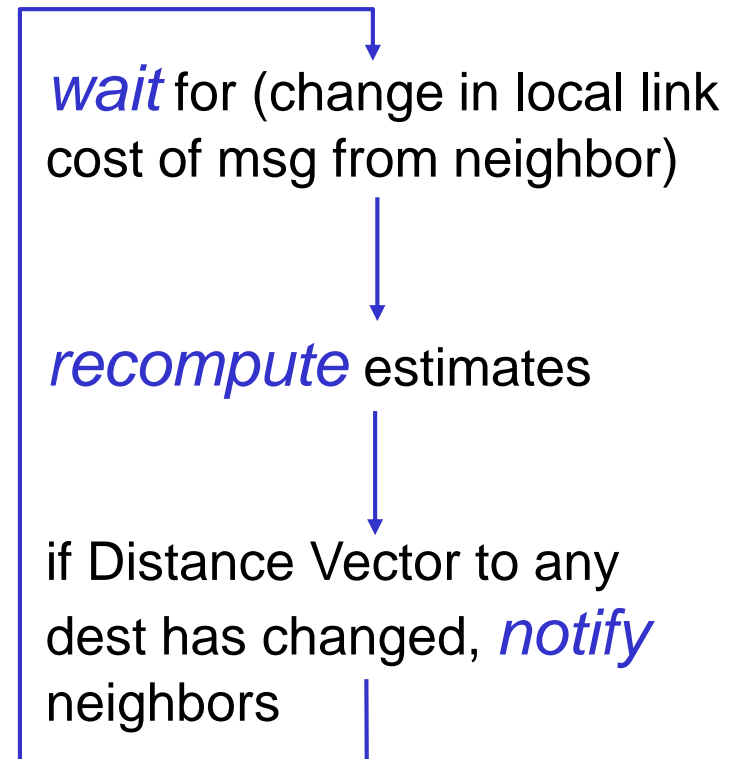 wait for (change in local link
cost of msg from neighbor)
recompute estimates
if Distance Vector to any
dest has changed, notify
neighbors